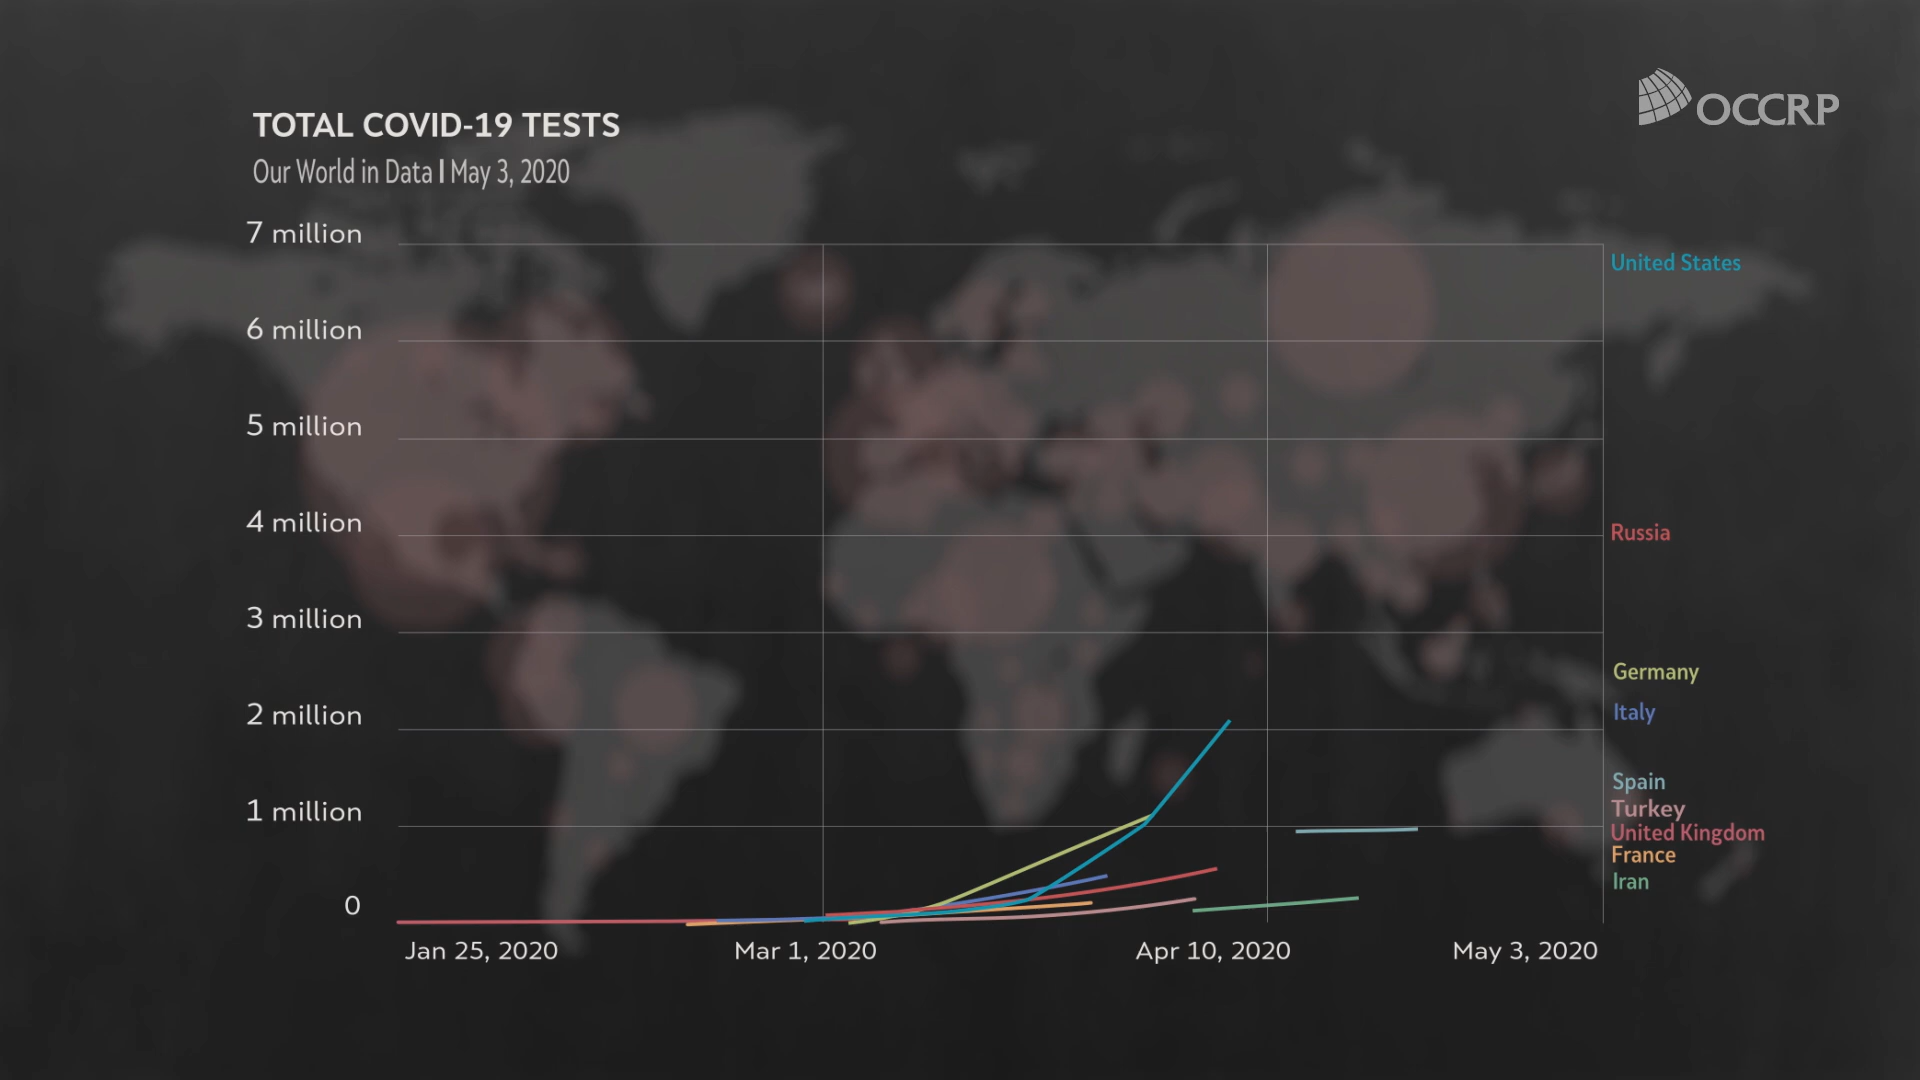 OCCRP
TOTAL COVID-19 TESTS
Our World in Data I May 3, 2020
7 million
6 million
5 million
4 million
3 million
2 million
1 million
0
United States
Russia
Germany
Italy
Spain
Turkey
United Kingdom
France
Iran
Jan 25, 2020
Mar 1, 2020
Apr 10, 2020
May 3, 2020